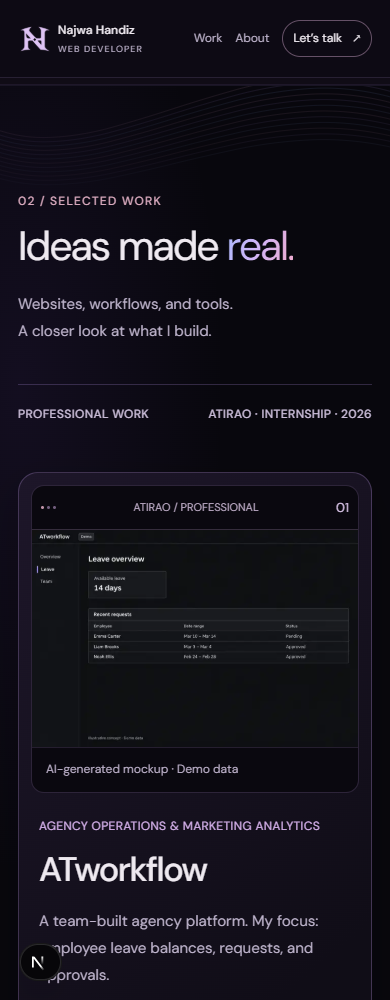 Najwa Handiz
WEB DEVELOPER
Work
About
Let's talk ↗
02 / SELECTED WORK
Ideas made real.
Websites, workflows, and tools.
A closer look at what I build.
PROFESSIONAL WORK
ATIRAO · INTERNSHIP · 2026
ATIRAO / PROFESSIONAL
01
ATworkflow
Demo
Overview
Leave
Team
Leave overview
Available leave
14 days
Recent requests
Employee Date range Status
Emma Carter Mar 10 – Mar 14 Pending
Liam Brooks Mar 3 – Mar 4 Approved
Noah Ellis Feb 24 – Feb 28 Approved
AI-generated mockup · Demo data
AGENCY OPERATIONS & MARKETING ANALYTICS
ATworkflow
A team-built agency platform. My focus:
employee leave balances, requests, and
approvals.
N